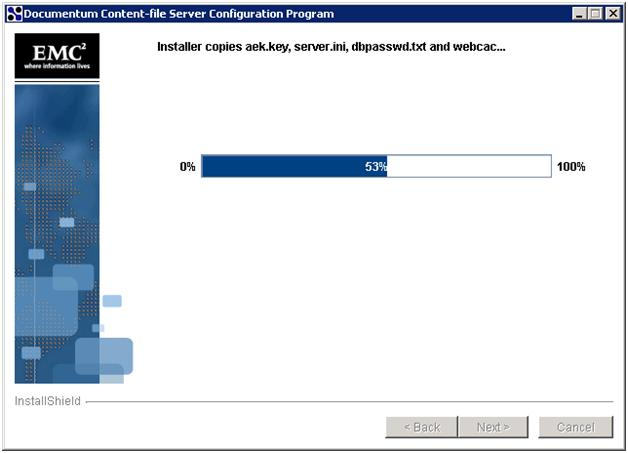 Documentum Content-file Server Configuration Program
EMC²
where information lives
Installer copies aek.key, server.ini, dbpasswd.txt and webcac...
0% 53% 100%
InstallShield
< Back Next > Cancel